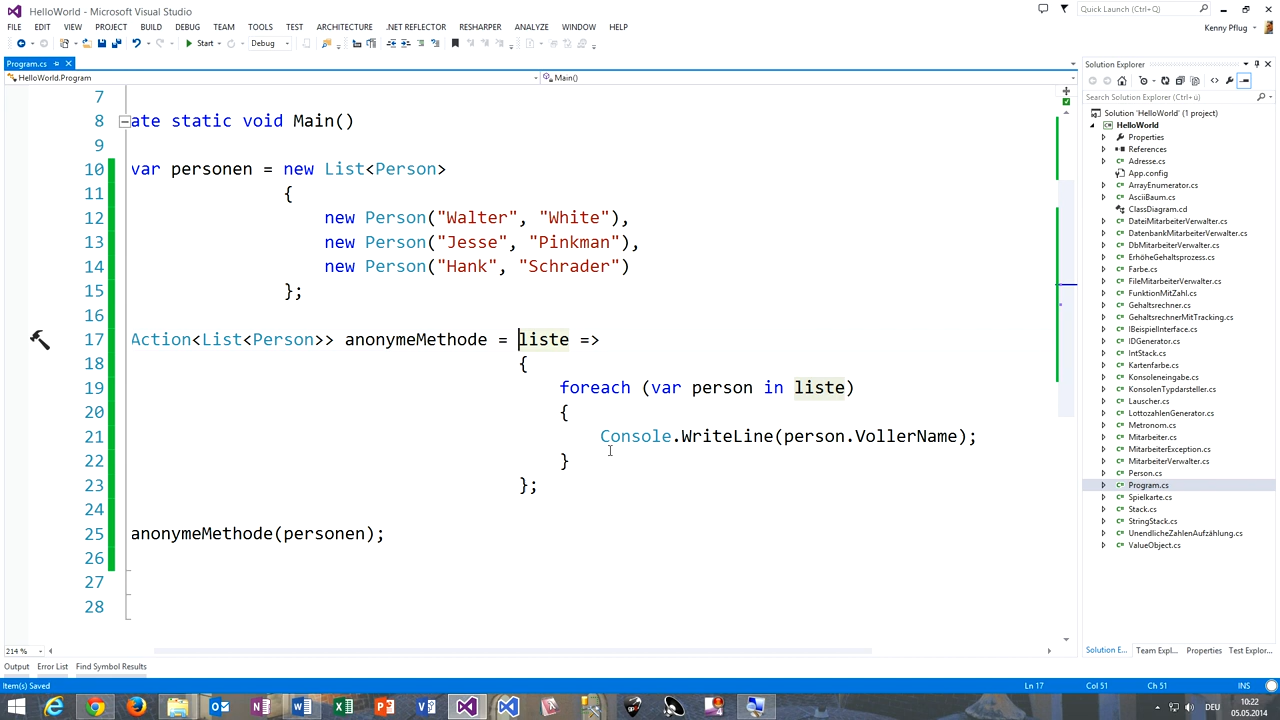 HelloWorld - Microsoft Visual Studio
Quick Launch (Ctrl+Q)
FILE EDIT VIEW PROJECT BUILD DEBUG TEAM TOOLS TEST ARCHITECTURE .NET REFLECTOR RESHARPER ANALYZE WINDOW HELP
Kenny Pflug
Start Debug
Program.cs
HelloWorld.Program
Main()
7
8 ate static void Main()
9
10 var personen = new List<Person>
11 {
12 new Person("Walter", "White"),
13 new Person("Jesse", "Pinkman"),
14 new Person("Hank", "Schrader")
15 };
16
17 Action<List<Person>> anonymeMethode = liste =>
18 {
19 foreach (var person in liste)
20 {
21 Console.WriteLine(person.VollerName);
22 }
23 };
24
25 anonymeMethode(personen);
26
27
28
214 %
Solution Explorer
Search Solution Explorer (Ctrl+ü)
Solution 'HelloWorld' (1 project)
HelloWorld
Properties
References
Adresse.cs
App.config
ArrayEnumerator.cs
AsciiBaum.cs
ClassDiagram.cd
DateiMitarbeiterVerwalter.cs
DatenbankMitarbeiterVerwalter.cs
DbMitarbeiterVerwalter.cs
ErhöheGehaltsprozess.cs
Farbe.cs
FileMitarbeiterVerwalter.cs
FunktionMitZahl.cs
Gehaltsrechner.cs
GehaltsrechnerMitTracking.cs
IBeispielInterface.cs
IDGenerator.cs
IntStack.cs
Kartenfarbe.cs
Konsoleneingabe.cs
KonsolenTypdarsteller.cs
Lauscher.cs
LottozahlenGenerator.cs
Metronom.cs
Mitarbeiter.cs
MitarbeiterException.cs
MitarbeiterVerwalter.cs
Person.cs
Program.cs
Spielkarte.cs
Stack.cs
StringStack.cs
UnendlicheZahlenAufzählung.cs
ValueObject.cs
Solution E... Team Expl... Properties Test Explor...
Output Error List Find Symbol Results
Item(s) Saved
Ln 17 Col 51 Ch 51 INS
DEU
10:22
05.05.2014